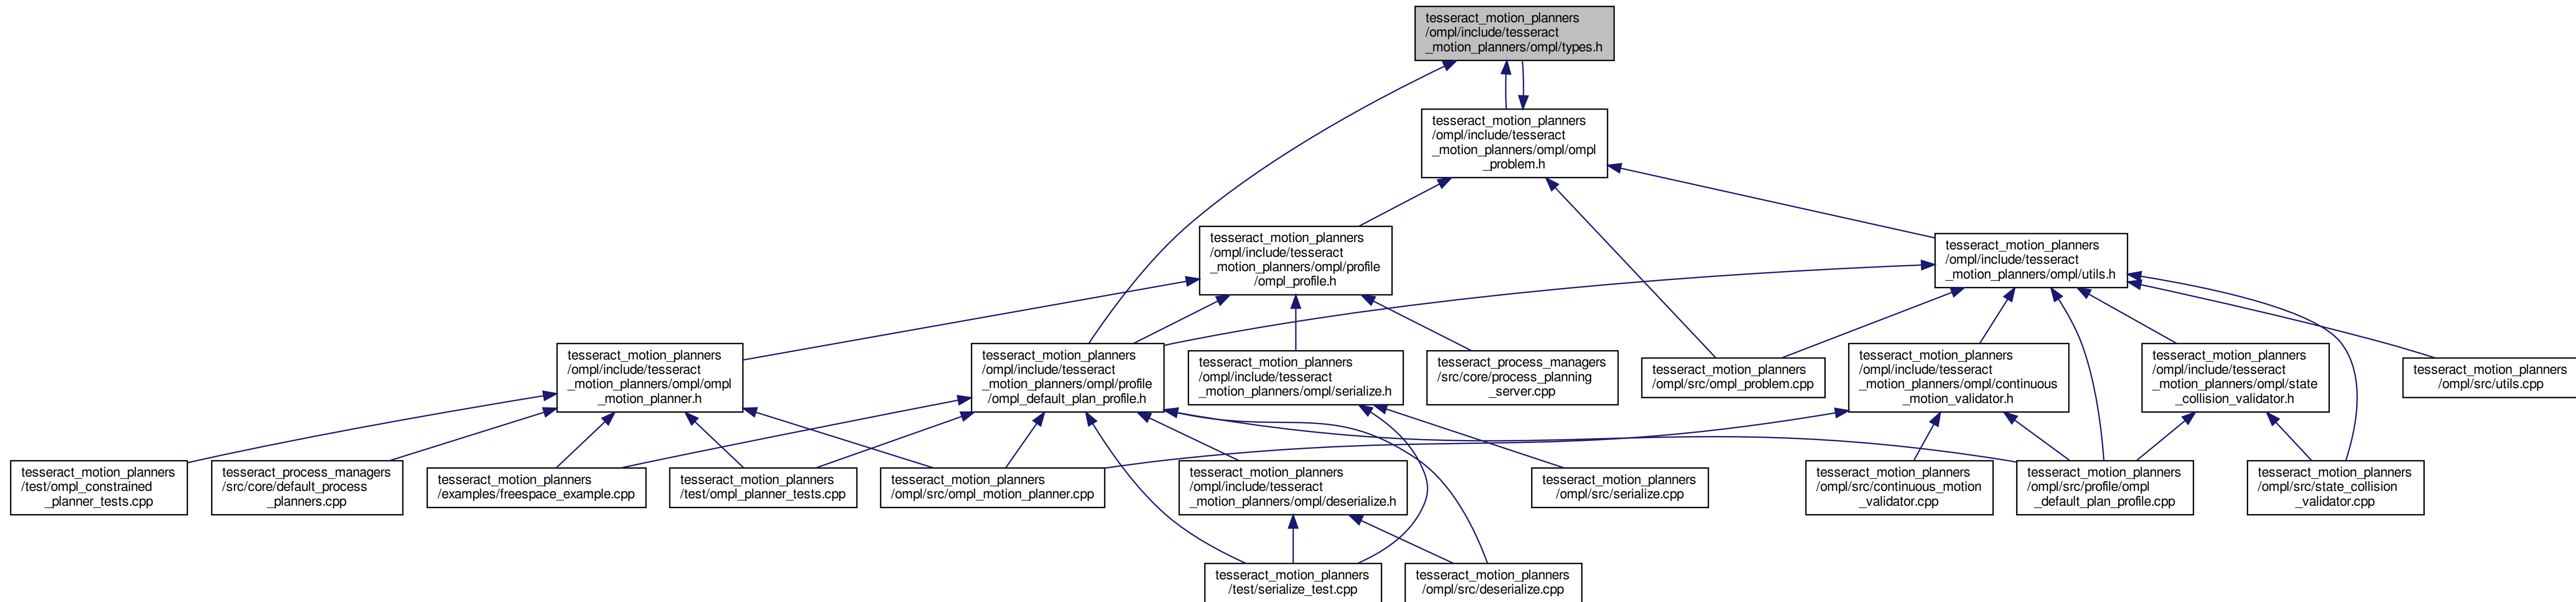 tesseract_motion_planners
/ompl/include/tesseract
_motion_planners/ompl/types.h
tesseract_motion_planners
/ompl/include/tesseract
_motion_planners/ompl/ompl
_problem.h
tesseract_motion_planners
/ompl/include/tesseract
_motion_planners/ompl/profile
/ompl_profile.h
tesseract_motion_planners
/ompl/include/tesseract
_motion_planners/ompl/utils.h
tesseract_motion_planners
/ompl/include/tesseract
_motion_planners/ompl/ompl
_motion_planner.h
tesseract_motion_planners
/ompl/include/tesseract
_motion_planners/ompl/profile
/ompl_default_plan_profile.h
tesseract_motion_planners
/ompl/include/tesseract
_motion_planners/ompl/serialize.h
tesseract_process_managers
/src/core/process_planning
_server.cpp
tesseract_motion_planners
/ompl/src/ompl_problem.cpp
tesseract_motion_planners
/ompl/include/tesseract
_motion_planners/ompl/continuous
_motion_validator.h
tesseract_motion_planners
/ompl/include/tesseract
_motion_planners/ompl/state
_collision_validator.h
tesseract_motion_planners
/ompl/src/utils.cpp
tesseract_motion_planners
/test/ompl_constrained
_planner_tests.cpp
tesseract_process_managers
/src/core/default_process
_planners.cpp
tesseract_motion_planners
/examples/freespace_example.cpp
tesseract_motion_planners
/test/ompl_planner_tests.cpp
tesseract_motion_planners
/ompl/src/ompl_motion_planner.cpp
tesseract_motion_planners
/ompl/include/tesseract
_motion_planners/ompl/deserialize.h
tesseract_motion_planners
/ompl/src/serialize.cpp
tesseract_motion_planners
/ompl/src/continuous_motion
_validator.cpp
tesseract_motion_planners
/ompl/src/profile/ompl
_default_plan_profile.cpp
tesseract_motion_planners
/ompl/src/state_collision
_validator.cpp
tesseract_motion_planners
/test/serialize_test.cpp
tesseract_motion_planners
/ompl/src/deserialize.cpp